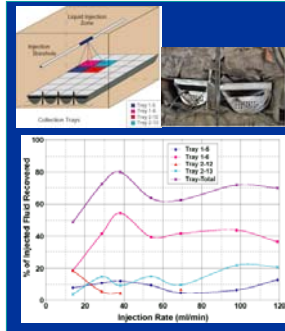 Liquid Injection
Zone
Injection
Borehole
Tray 1-5
Tray 1-6
Tray 2-12
Tray 2-13
Collection Trays
% of Injected Fluid Recovered
100
80
60
40
20
0
Tray 1-5
Tray 1-6
Tray 2-12
Tray 2-13
Tray-Total
0
20
40
60
80
100
120
Injection Rate (ml/min)